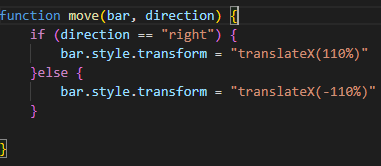 function move(bar, direction) {
    if (direction == "right") {
        bar.style.transform = "translateX(110%)"
    }else {
        bar.style.transform = "translateX(-110%)"
    }

}